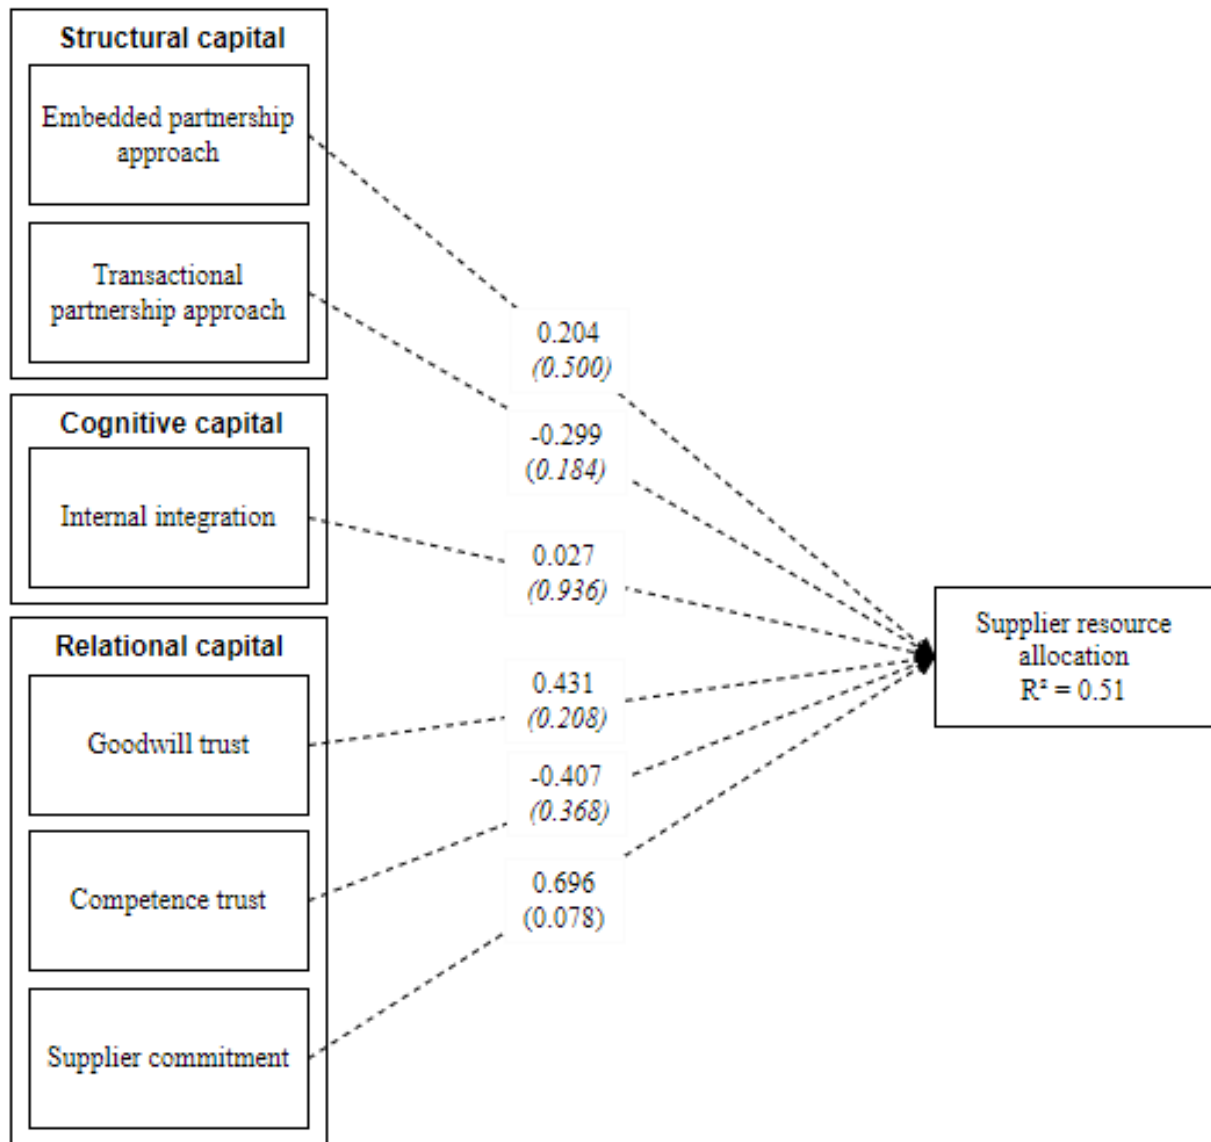 Structural capital
Embedded partnership
approach
Transactional
partnership approach
Cognitive capital
Internal integration
Relational capital
Goodwill trust
Competence trust
Supplier commitment
0.204
(0.500)
-0.299
(0.184)
0.027
(0.936)
0.431
(0.208)
-0.407
(0.368)
0.696
(0.078)
Supplier resource
allocation
R² = 0.51